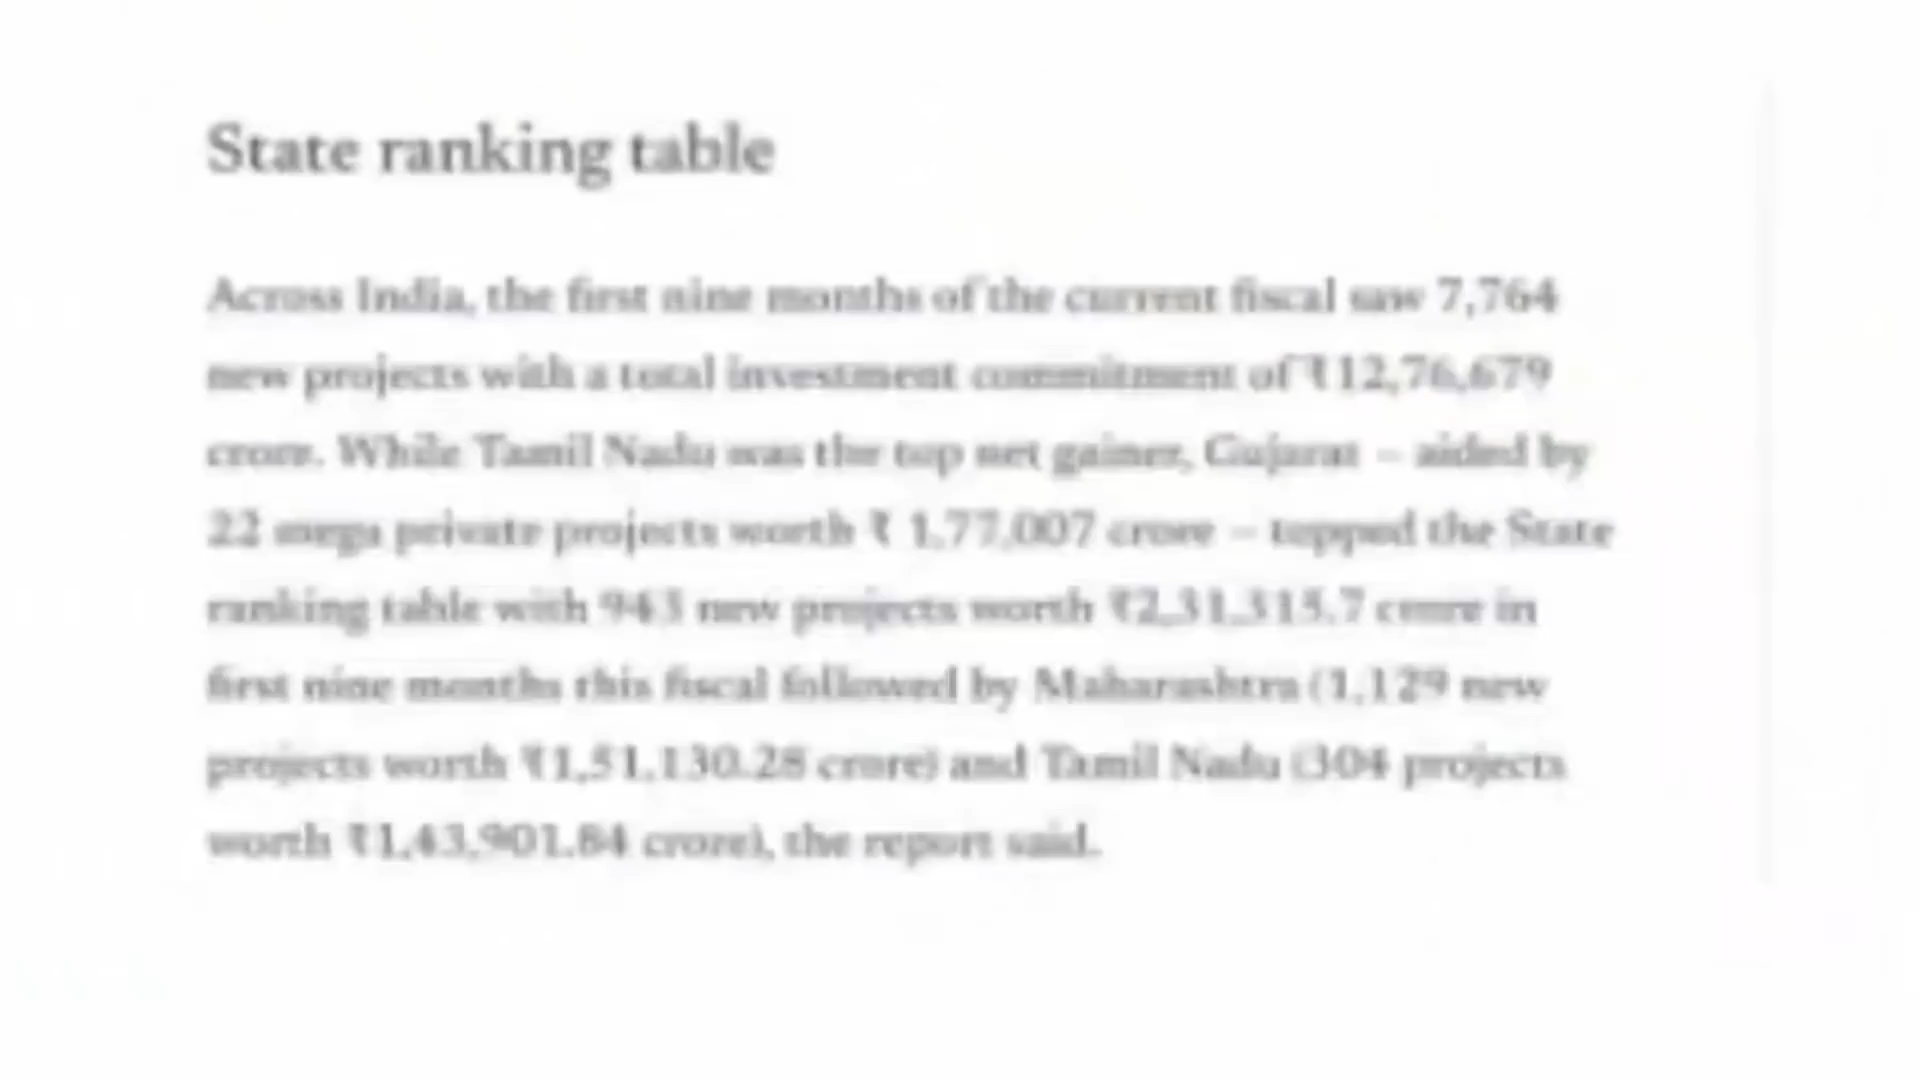 State ranking table
Across India, the first nine months of the current fiscal saw 7,764
new projects with a total investment commitment of ₹12,76,679
crore. While Tamil Nadu was the top net gainer, Gujarat – aided by
22 mega private projects worth ₹ 1,77,007 crore – topped the State
ranking table with 943 new projects worth ₹2,31,315.7 crore in
first nine months this fiscal followed by Maharashtra (1,129 new
projects worth ₹1,51,130.28 crore) and Tamil Nadu (304 projects
worth ₹1,43,901.84 crore), the report said.